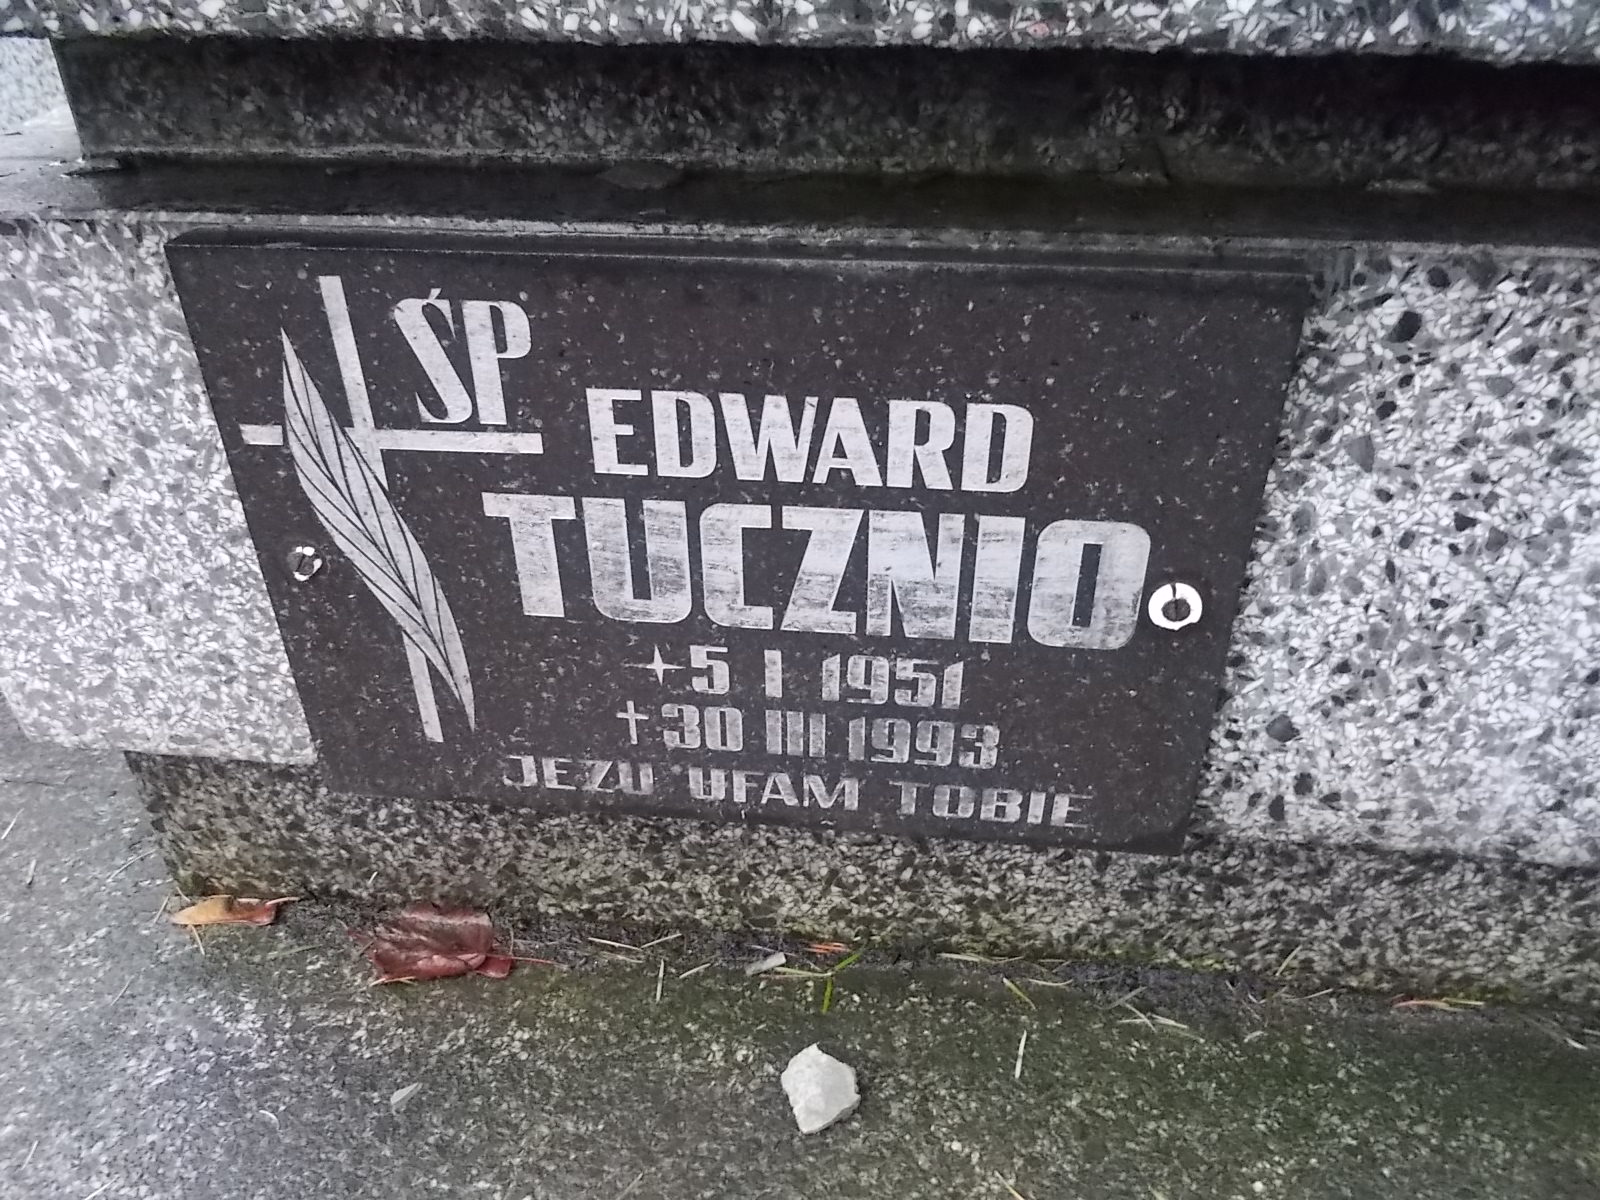 ŚP
EDWARD
TUCZNIO
5 I 1951
30 III 1993
JEZU UFAM TOBIE